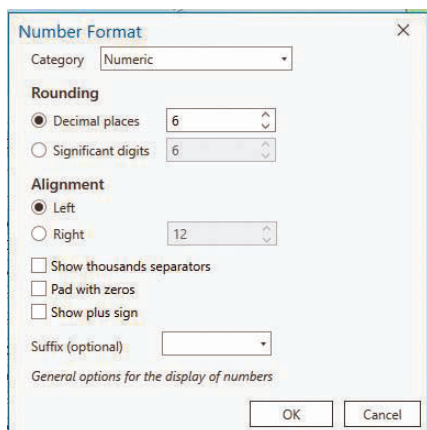 Number Format
Category Numeric
Rounding
Decimal places 6
Significant digits 6
Alignment
Left
Right 12
Show thousands separators
Pad with zeros
Show plus sign
Suffix (optional)
General options for the display of numbers
OK Cancel